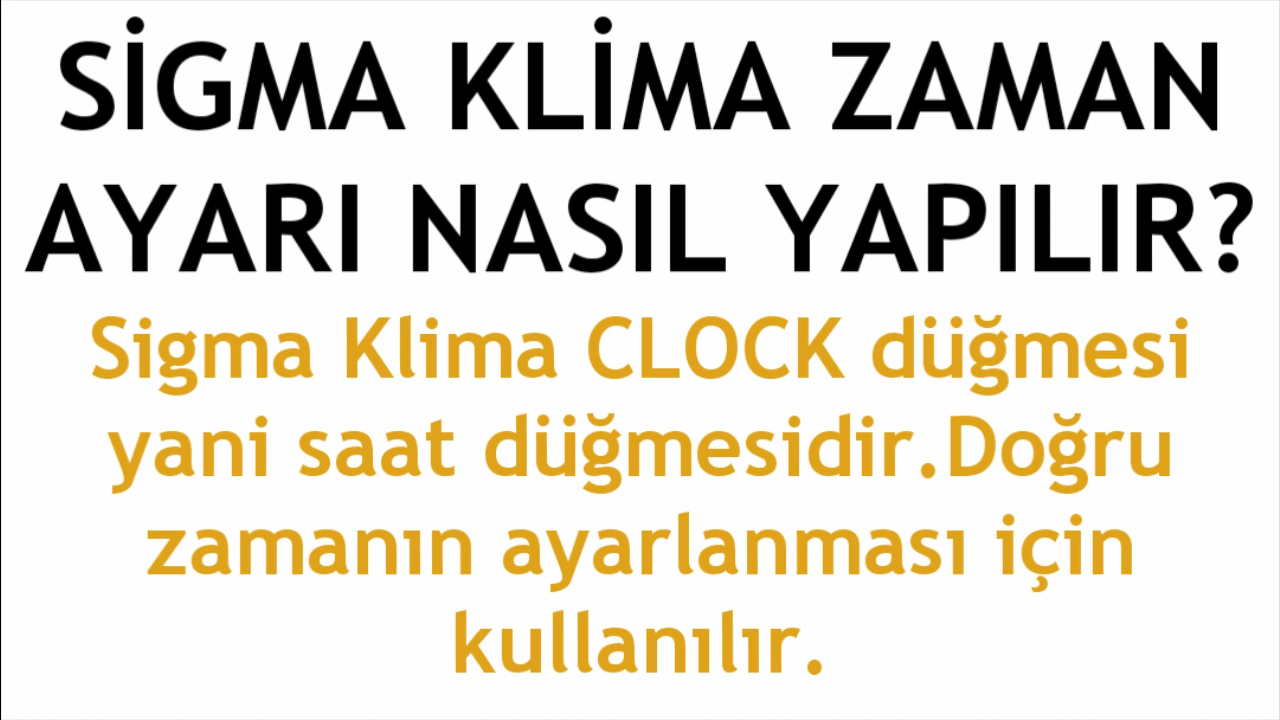 SİGMA KLİMA ZAMAN
AYARI NASIL YAPILIR?
Sigma Klima CLOCK düğmesi
yani saat düğmesidir.Doğru
zamanın ayarlanması için
kullanılır.